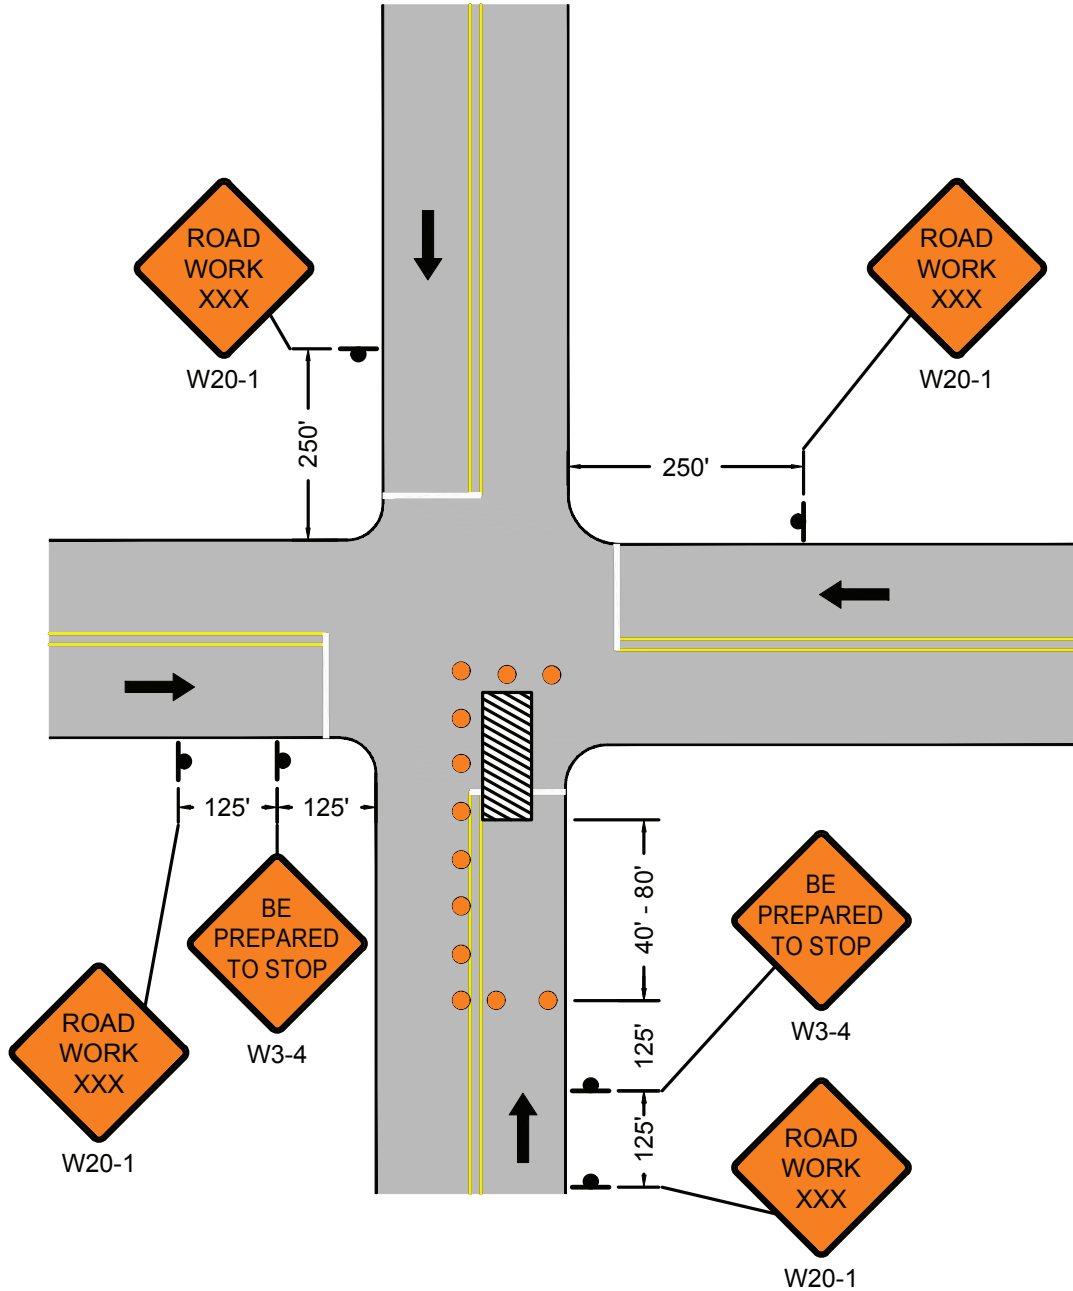 ROAD
WORK
XXX
W20-1
250'
ROAD
WORK
XXX
W20-1
250'
125'
125'
BE
PREPARED
TO STOP
W3-4
ROAD
WORK
XXX
W20-1
40' - 80'
BE
PREPARED
TO STOP
W3-4
125'
125'
ROAD
WORK
XXX
W20-1